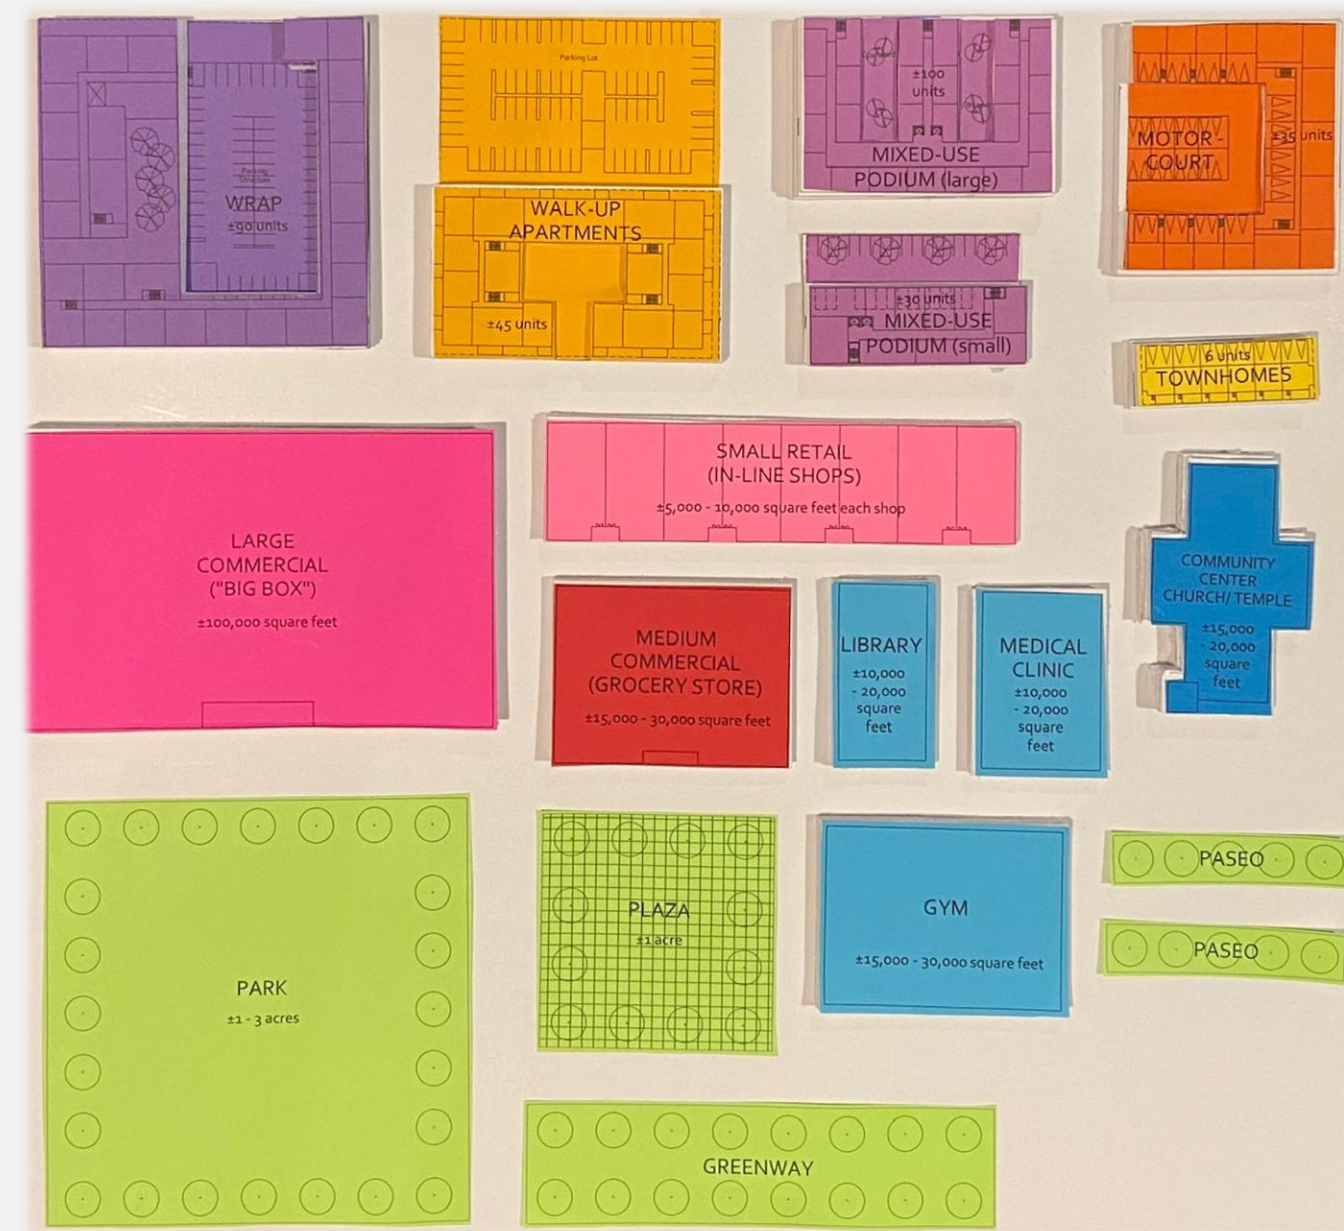 Parking
Structure
WRAP
±90 units
Parking Lot
WALK-UP
APARTMENTS
±45 units
±100
units
MIXED-USE
PODIUM (large)
±30 units
MIXED-USE
PODIUM (small)
MOTOR-
COURT
±35 units
6 units
TOWNHOMES
LARGE
COMMERCIAL
("BIG BOX")
±100,000 square feet
SMALL RETAIL
(IN-LINE SHOPS)
±5,000 - 10,000 square feet each shop
MEDIUM
COMMERCIAL
(GROCERY STORE)
±15,000 - 30,000 square feet
LIBRARY
±10,000
- 20,000
square
feet
MEDICAL
CLINIC
±10,000
- 20,000
square
feet
COMMUNITY
CENTER
CHURCH/ TEMPLE
±15,000
- 20,000
square
feet
PARK
±1 - 3 acres
PLAZA
±1 acre
GYM
±15,000 - 30,000 square feet
PASEO
PASEO
GREENWAY